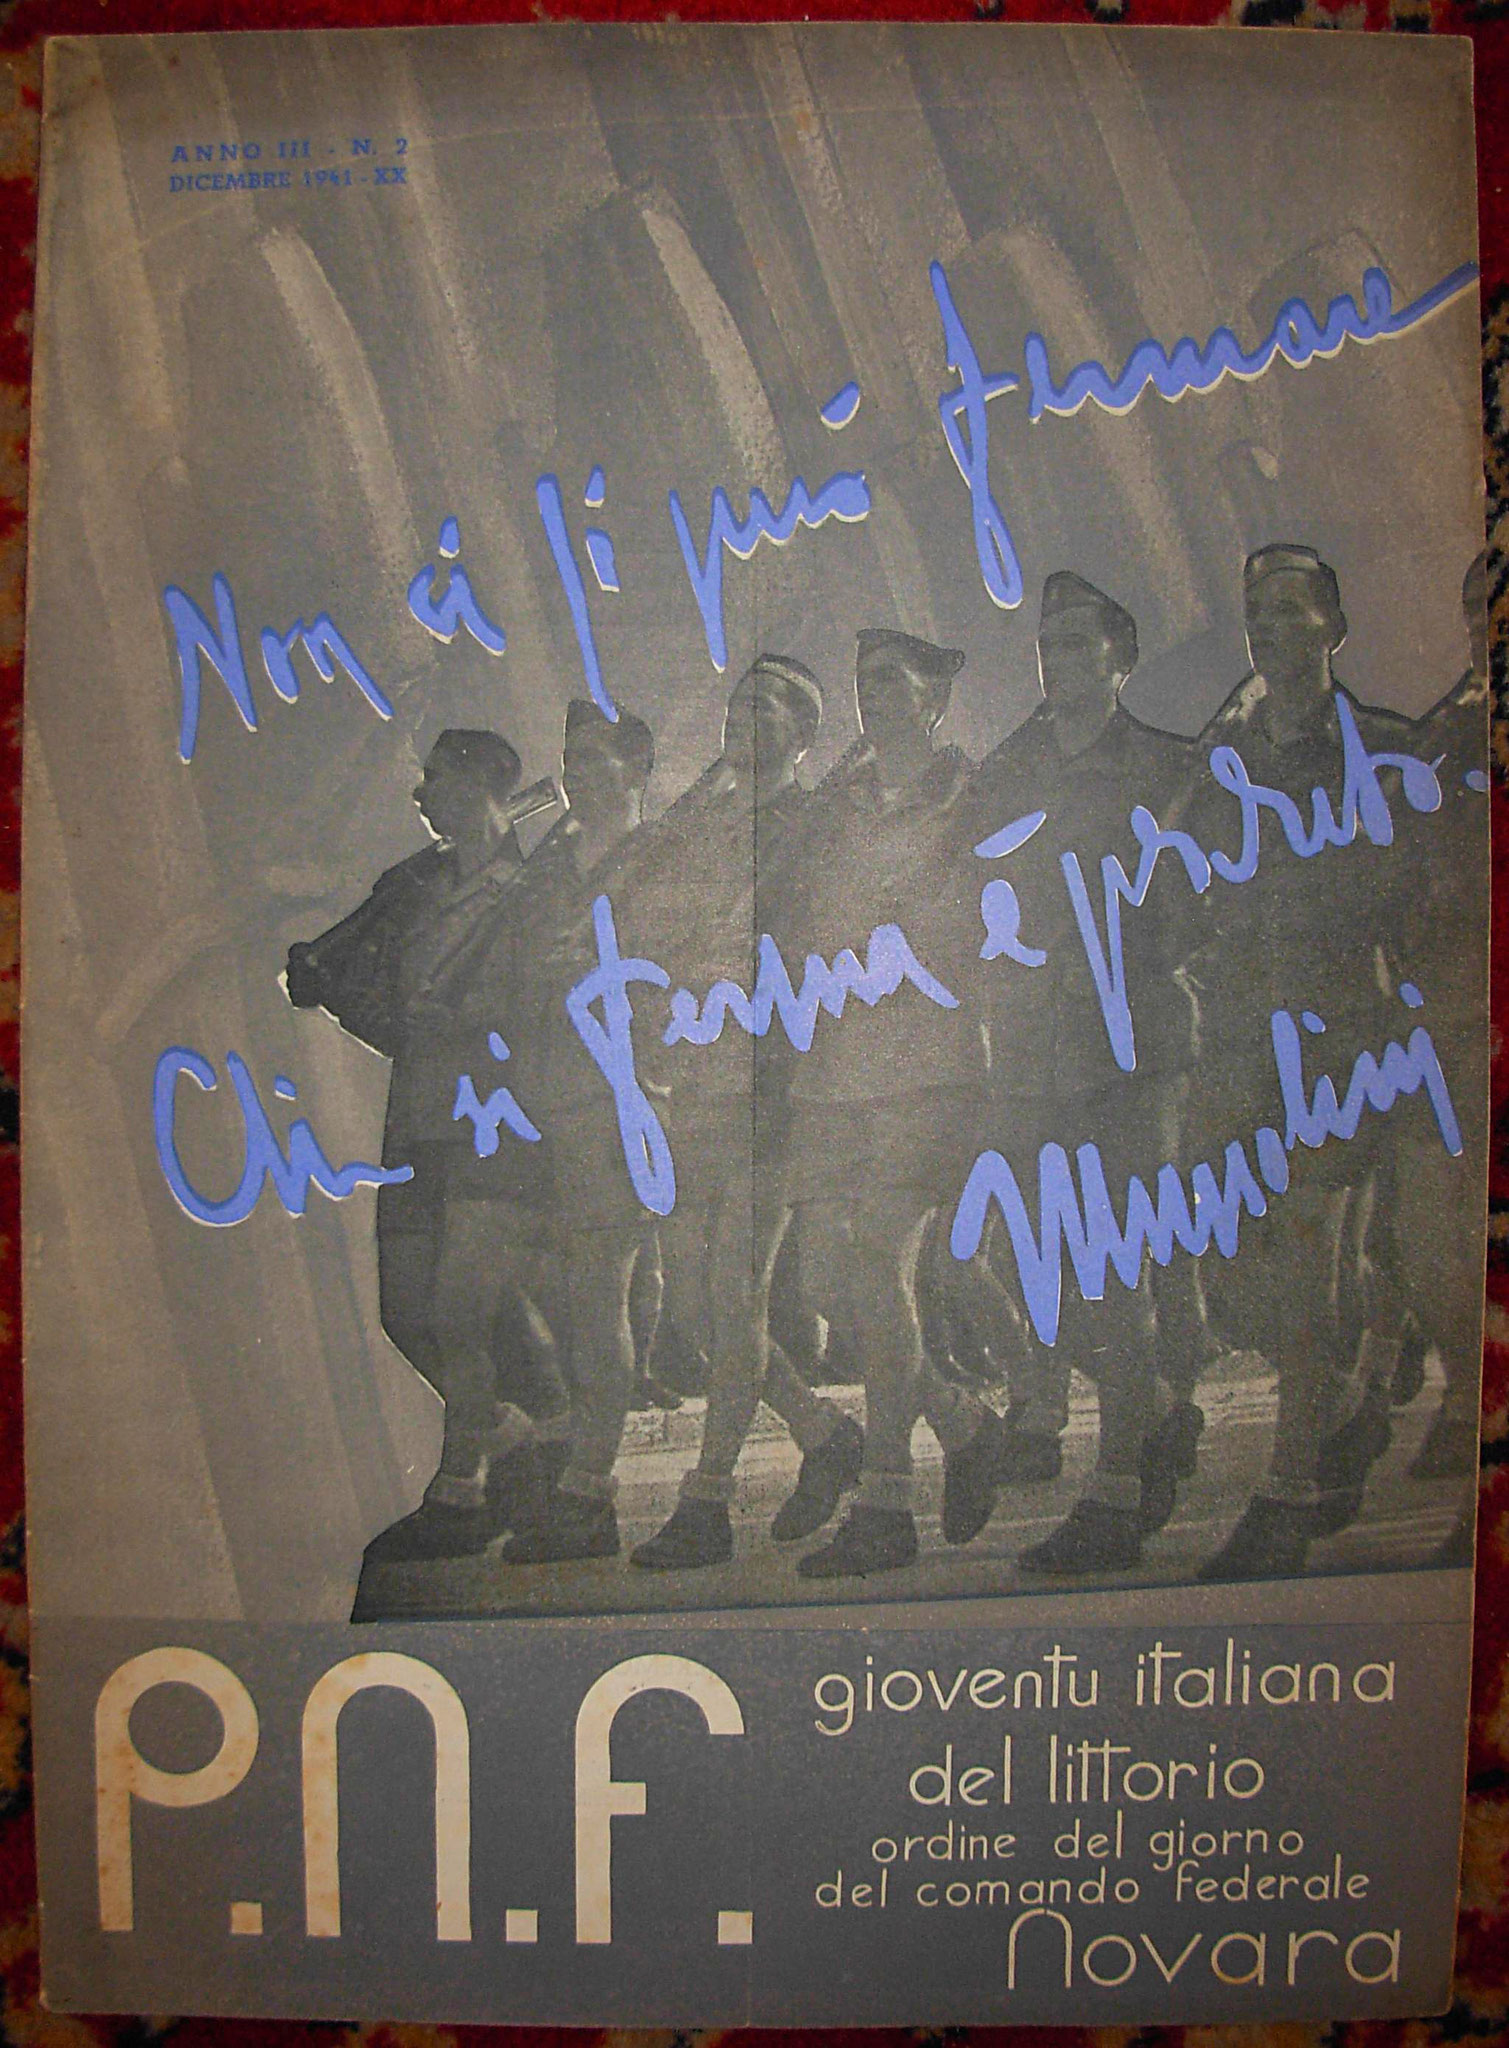 ANNO III - N. 2
DICEMBRE 1941 - XX
Non ci si può fermare
Chi si ferma è perduto.
Mussolini
P.N.F.
gioventu italiana
del littorio
ordine del giorno
del comando federale
Novara